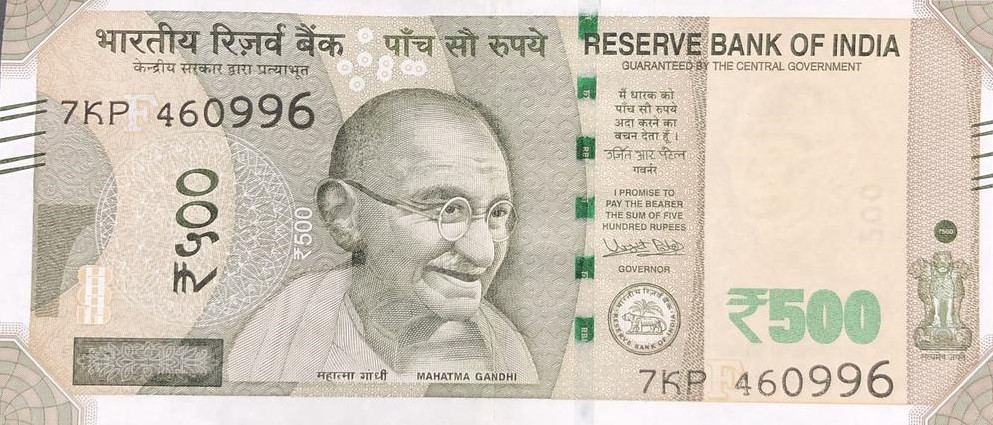 भारतीय रिज़र्व बैंक
केन्द्रीय सरकार द्वारा प्रत्याभूत
पाँच सौ रुपये
RESERVE BANK OF INDIA
GUARANTEED BY THE CENTRAL GOVERNMENT
7KP 460996
₹५००
₹500
मैं धारक को
पाँच सौ रुपये
अदा करने का
वचन देता हूँ ।
उर्जित आर पटेल
गवर्नर
I PROMISE TO
PAY THE BEARER
THE SUM OF FIVE
HUNDRED RUPEES
GOVERNOR
भारतीय रिज़र्व बैंक
RESERVE BANK OF INDIA
₹500
₹500
सत्यमेव जयते
महात्मा गांधी
MAHATMA GANDHI
7KP 460996